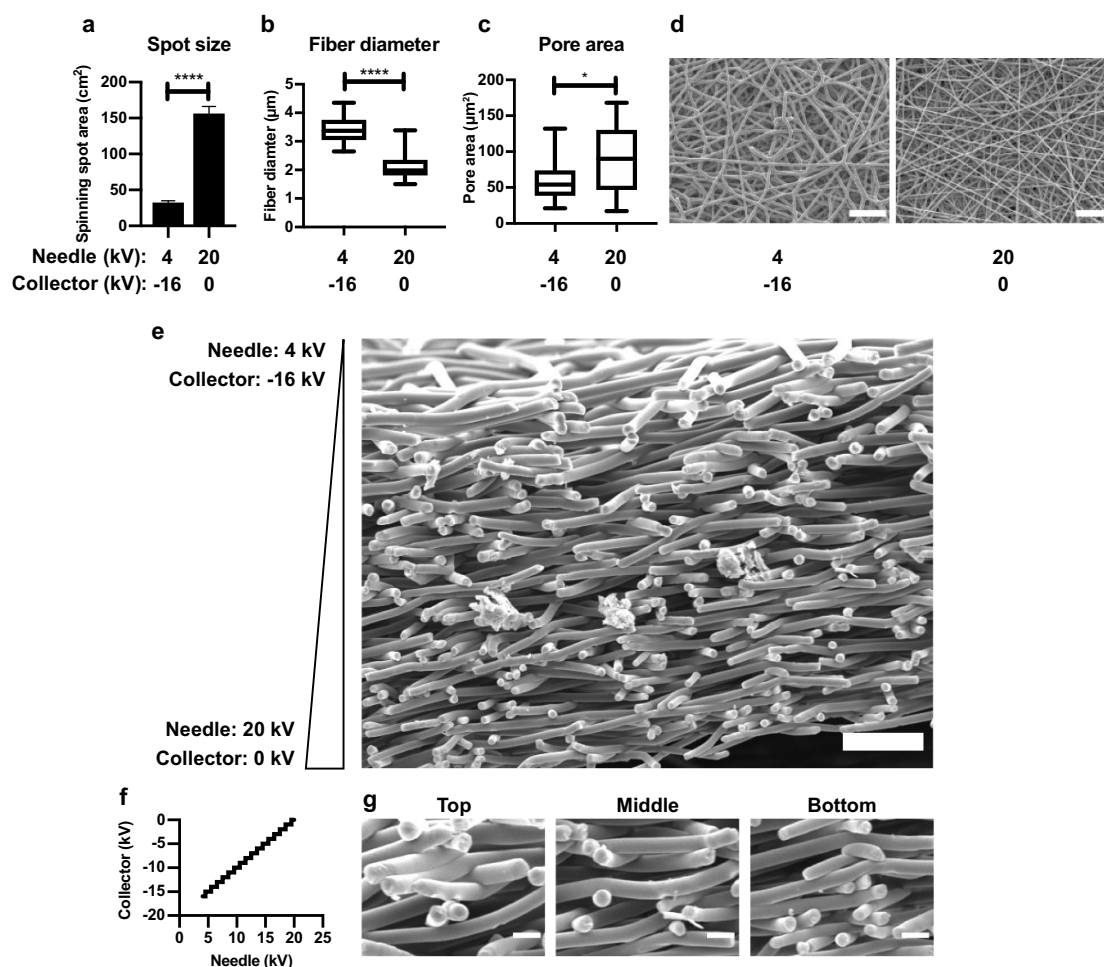 a
Spot size
****
Spinning spot area (cm²)
200
150
100
50
0
Needle (kV): 4 20
Collector (kV): -16 0
b
Fiber diameter
****
Fiber diamter (µm)
5
4
3
2
1
0
4 20
-16 0
c
Pore area
*
Pore area (µm²)
200
150
100
50
0
4 20
-16 0
d
4 20
-16 0
e
Needle: 4 kV
Collector: -16 kV
Needle: 20 kV
Collector: 0 kV
f
Collector (kV)
0
-5
-10
-15
-20
0 5 10 15 20 25
Needle (kV)
g
Top Middle Bottom